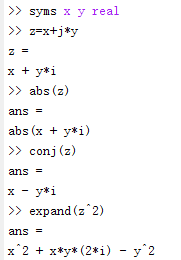 >> syms x y real
>> z=x+j*y
z =
x + y*i
>> abs(z)
ans =
abs(x + y*i)
>> conj(z)
ans =
x - y*i
>> expand(z^2)
ans =
x^2 + x*y*(2*i) - y^2